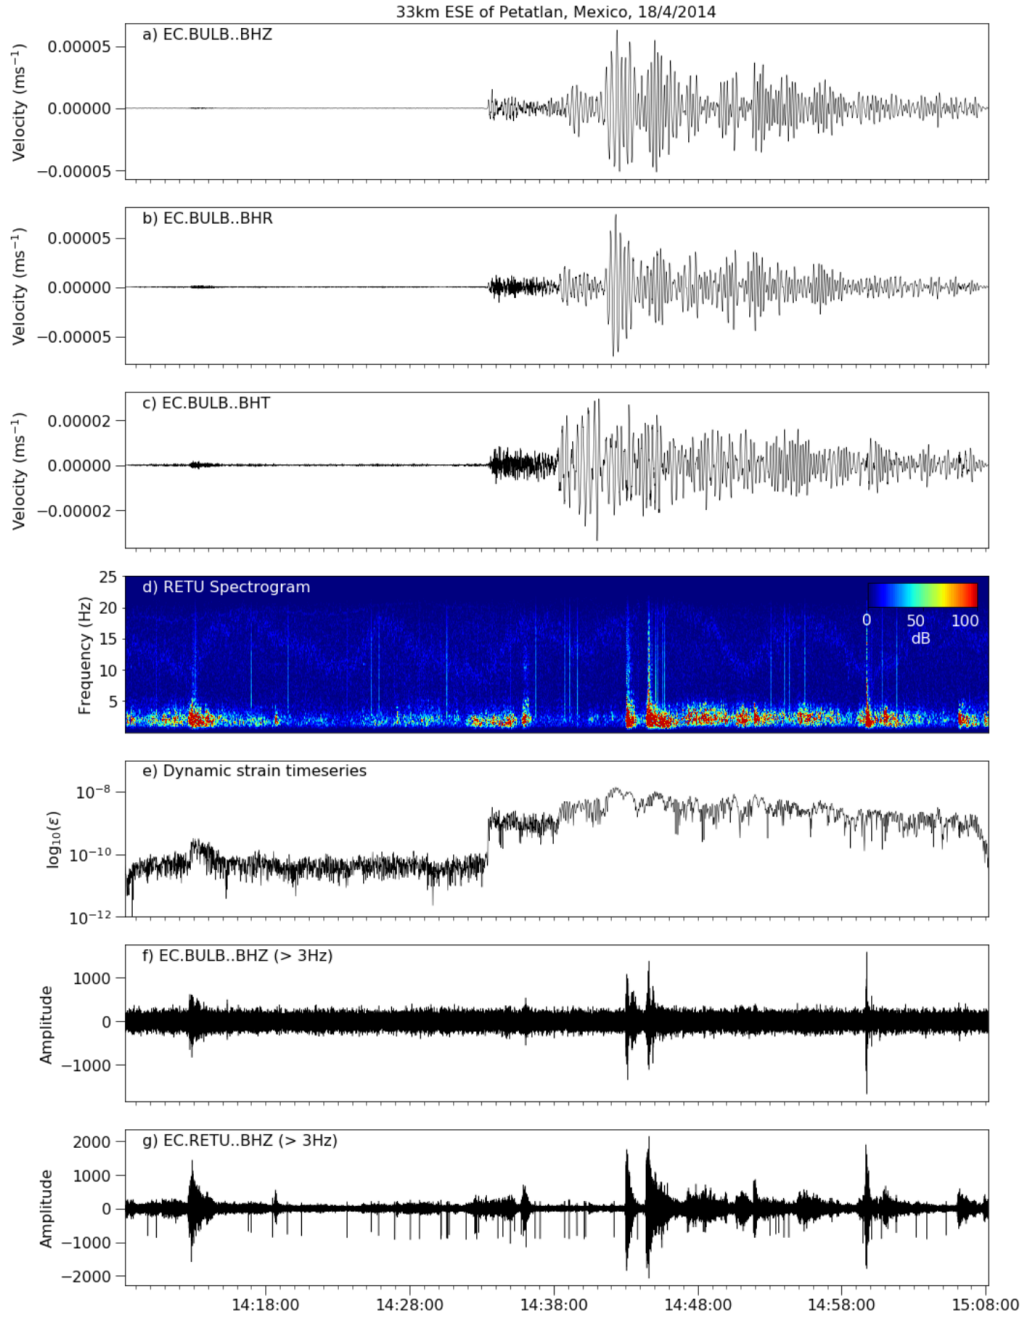 33km ESE of Petatlan, Mexico, 18/4/2014
a) EC.BULB..BHZ
Velocity (ms⁻¹)
0.00005
0.00000
−0.00005
b) EC.BULB..BHR
Velocity (ms⁻¹)
0.00005
0.00000
−0.00005
c) EC.BULB..BHT
Velocity (ms⁻¹)
0.00002
0.00000
−0.00002
d) RETU Spectrogram
Frequency (Hz)
25
20
15
10
5
0 50 100
dB
e) Dynamic strain timeseries
log₁₀(ε)
10⁻⁸
10⁻¹⁰
10⁻¹²
f) EC.BULB..BHZ (> 3Hz)
Amplitude
1000
0
−1000
g) EC.RETU..BHZ (> 3Hz)
Amplitude
2000
1000
0
−1000
−2000
14:18:00 14:28:00 14:38:00 14:48:00 14:58:00 15:08:00